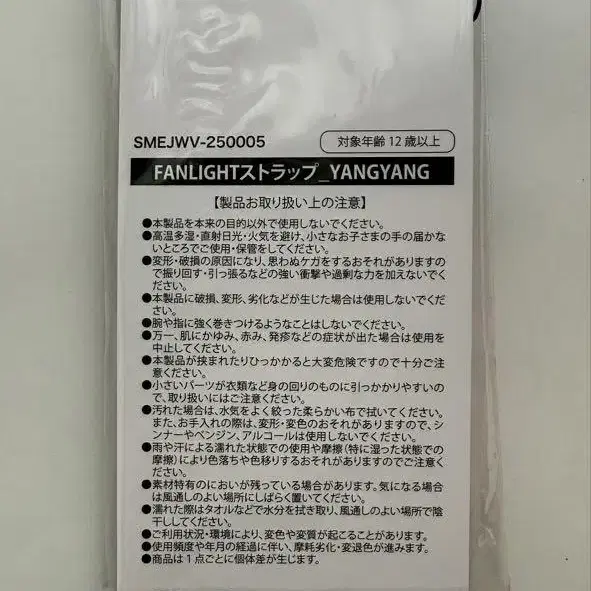 SMEJWV-250005
対象年齢12歳以上
FANLIGHTストラップ_YANGYANG
【製品お取り扱い上の注意】
●本製品を本来の目的以外で使用しないでください。
●高温多湿・直射日光・火気を避け、小さなお子さまの手の届かな
いところでご使用・保管をしてください。
●変形・破損の原因になり、思わぬケガをするおそれがありますの
で振り回す・引っ張るなどの強い衝撃や過剰な力を加えないでく
ださい。
●本製品に破損、変形、劣化などが生じた場合は使用しないでくだ
さい。
●腕や指に強く巻きつけるようなことはしないでください。
●万一、肌にかゆみ、赤み、発疹などの症状が出た場合は使用を
中止してください。
●本製品が挟まれたりひっかかると大変危険ですので十分ご注
意ください。
●小さいパーツが衣類など身の回りのものに引っかかりやすいの
で、取り扱いにはご注意ください。
●汚れた場合は、水気をよく絞った柔らかい布で拭いてください。
また、お手入れの際は、変形・変色のおそれがありますので、シ
ンナーやベンジン、アルコールは使用しないでください。
●雨や汗による濡れた状態での使用や摩擦（特に湿った状態での
摩擦）により色落ちや色移りするおそれがありますのでご注意く
ださい。
●素材特有のにおいが残っている場合があります。気になる場合
は風通しのよい場所にしばらく置いてください。
●濡れた際はタオルなどで水分を拭き取り、風通しのよい場所で陰
干ししてください。
●ご利用状況・環境により、変色や変質が起こることがあります。
●使用頻度や年月の経過に伴い、摩耗劣化・変退色が進みます。
●商品は1点ごとに個体差が生じます。